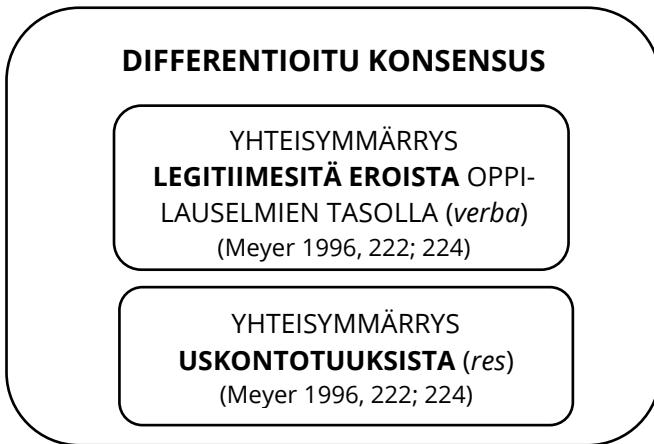 DIFFERENTIOITU KONSENSUS
YHTEISYMMÄRRYS
LEGITIIMESITÄ EROISTA OPPI-
LAUSELMIEN TASOLLA (verba)
(Meyer 1996, 222; 224)
YHTEISYMMÄRRYS
USKONTOTUUKSISTA (res)
(Meyer 1996, 222; 224)